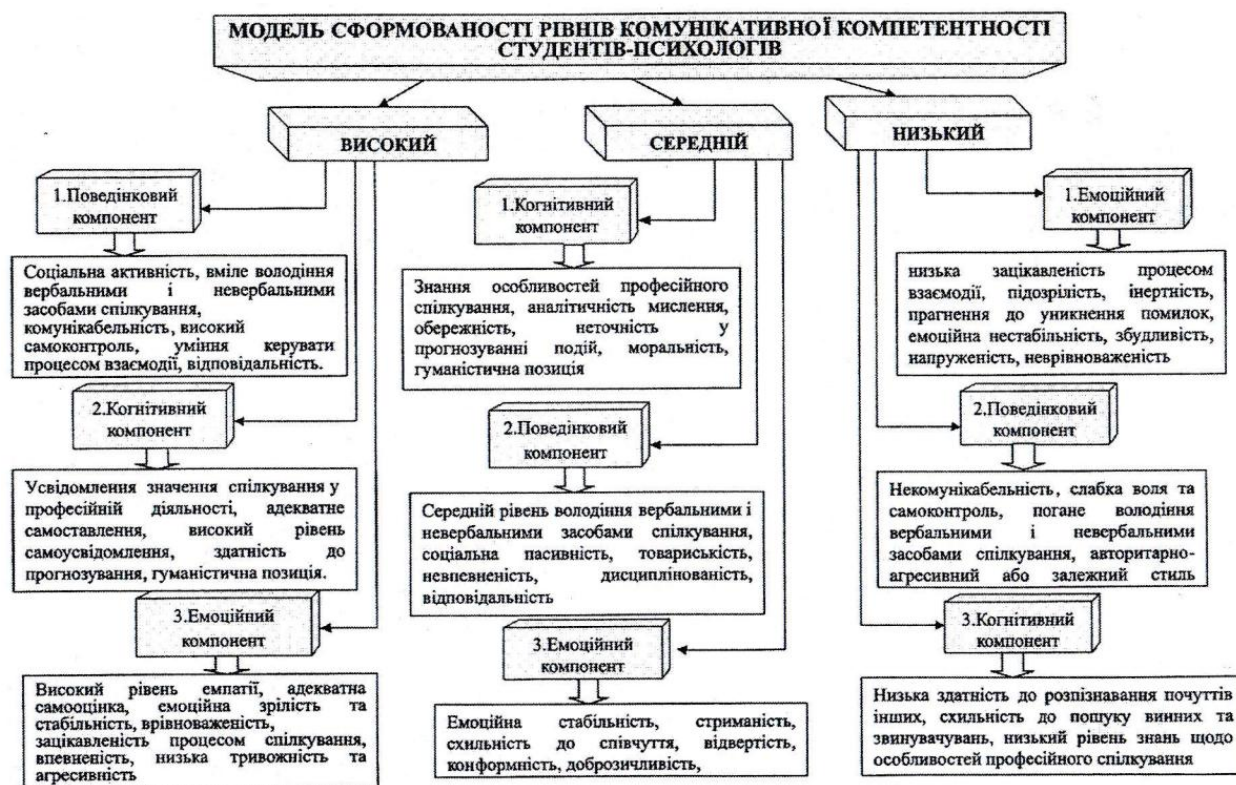 МОДЕЛЬ СФОРМОВАНОСТІ РІВНІВ КОМУНІКАТИВНОЇ КОМПЕТЕНТНОСТІ
СТУДЕНТІВ-ПСИХОЛОГІВ
ВИСОКИЙ
1.Поведінковий
компонент
Соціальна активність, вміле володіння
вербальними і невербальними
засобами спілкування,
комунікабельність, високий
самоконтроль, уміння керувати
процесом взаємодії, відповідальність.
2.Когнітивний
компонент
Усвідомлення значення спілкування у
професійній діяльності, адекватне
самоставлення, високий рівень
самоусвідомлення, здатність до
прогнозування, гуманістична позиція.
3.Емоційний
компонент
Високий рівень емпатії, адекватна
самооцінка, емоційна зрілість та
стабільність, врівноваженість,
зацікавленість процесом спілкування,
впевненість, низька тривожність та
агресивність
СЕРЕДНІЙ
1.Когнітивний
компонент
Знання особливостей професійного
спілкування, аналітичність мислення,
обережність, неточність у
прогнозуванні подій, моральність,
гуманістична позиція
2.Поведінковий
компонент
Середній рівень володіння вербальними і
невербальними засобами спілкування,
соціальна пасивність, товариськість,
невпевненість, дисциплінованість,
відповідальність
3.Емоційний
компонент
Емоційна стабільність, стриманість,
схильність до співчуття, відвертість,
конформність, доброзичливість,
НИЗЬКИЙ
1.Емоційний
компонент
низька зацікавленість процесом
взаємодії, підозрілість, інертність,
прагнення до уникнення помилок,
емоційна нестабільність, збудливість,
напруженість, неврівноваженість
2.Поведінковий
компонент
Некомунікабельність, слабка воля та
самоконтроль, погане володіння
вербальними і невербальними
засобами спілкування, авторитарно-
агресивний або залежний стиль
3.Когнітивний
компонент
Низька здатність до розпізнавання почуттів
інших, схильність до пошуку винних та
звинувачувань, низький рівень знань щодо
особливостей професійного спілкування